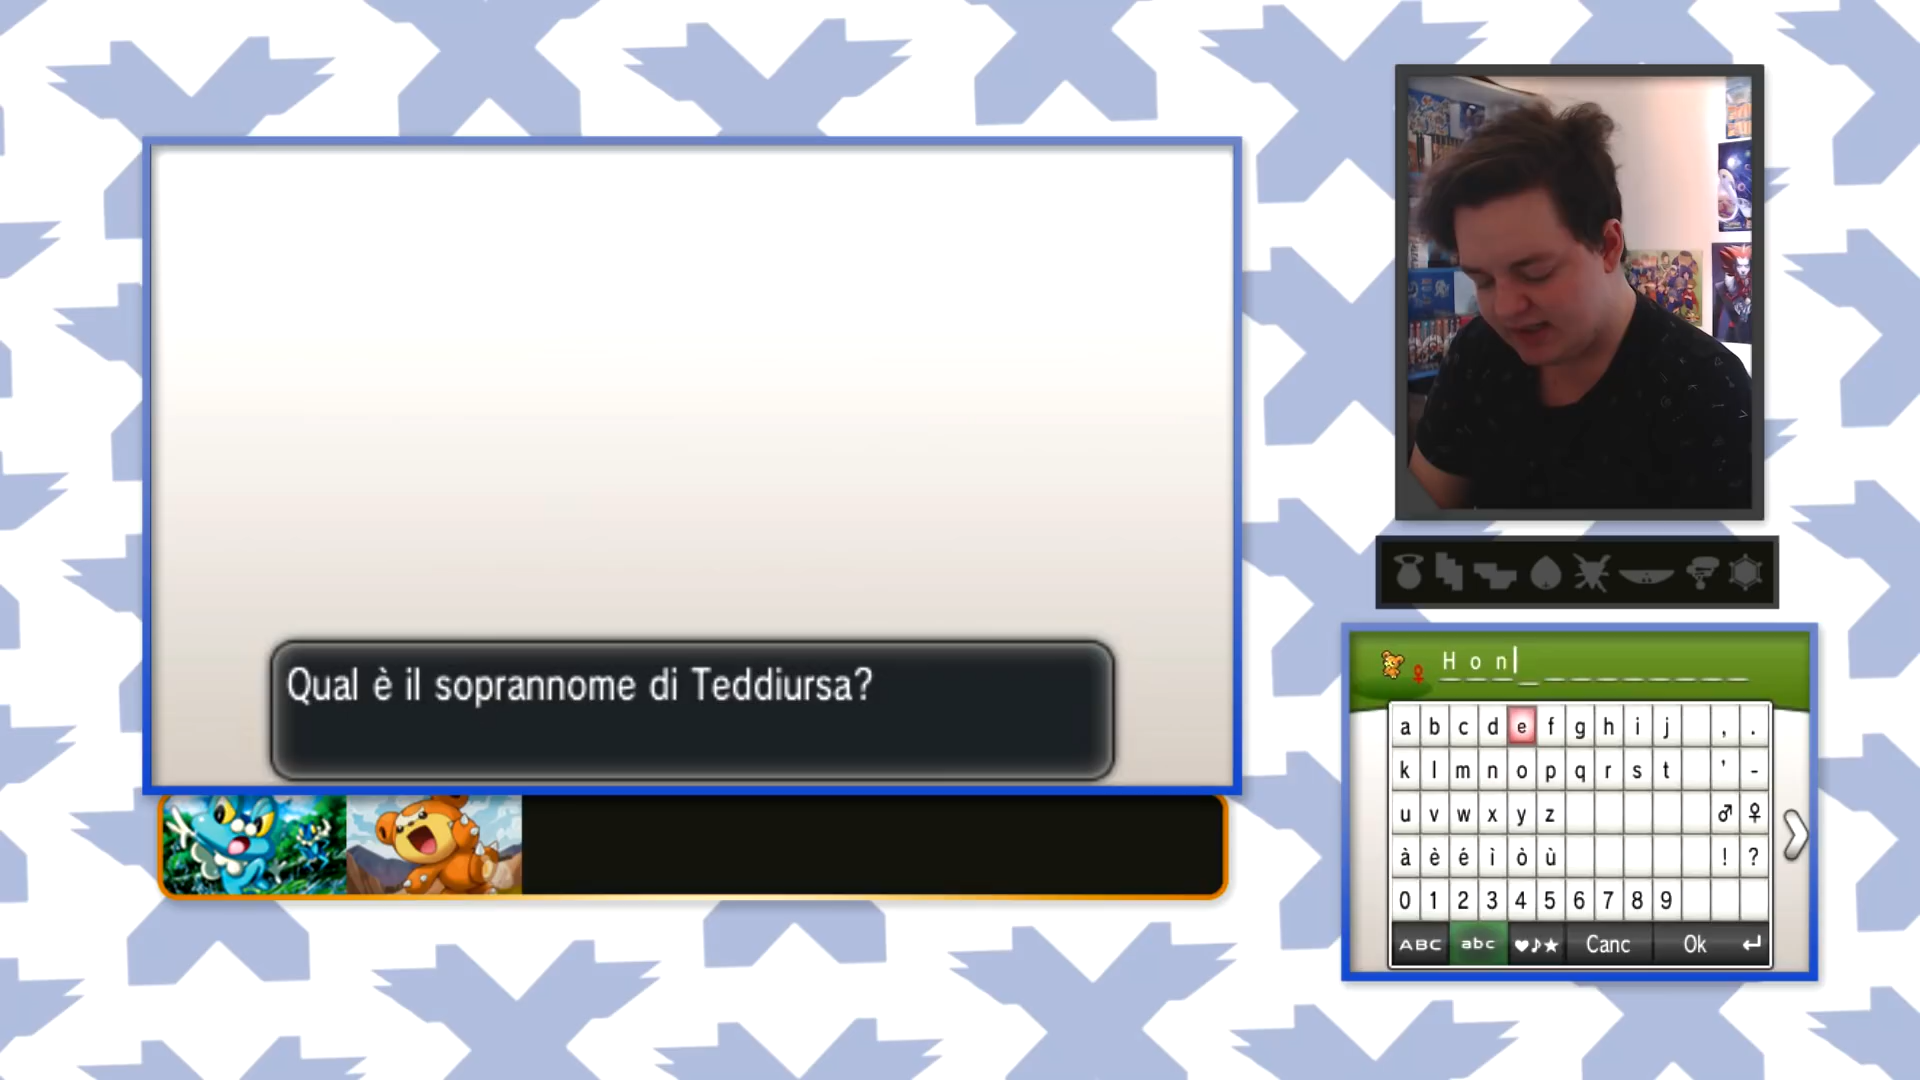 Qual è il soprannome di Teddiursa?
Hon
a b c d e f g h i j , .
k l m n o p q r s t ' -
u v w x y z ♂ ♀
à è é ì ò ù ! ?
0 1 2 3 4 5 6 7 8 9
ABC abc ♥♪★ Canc Ok ↵